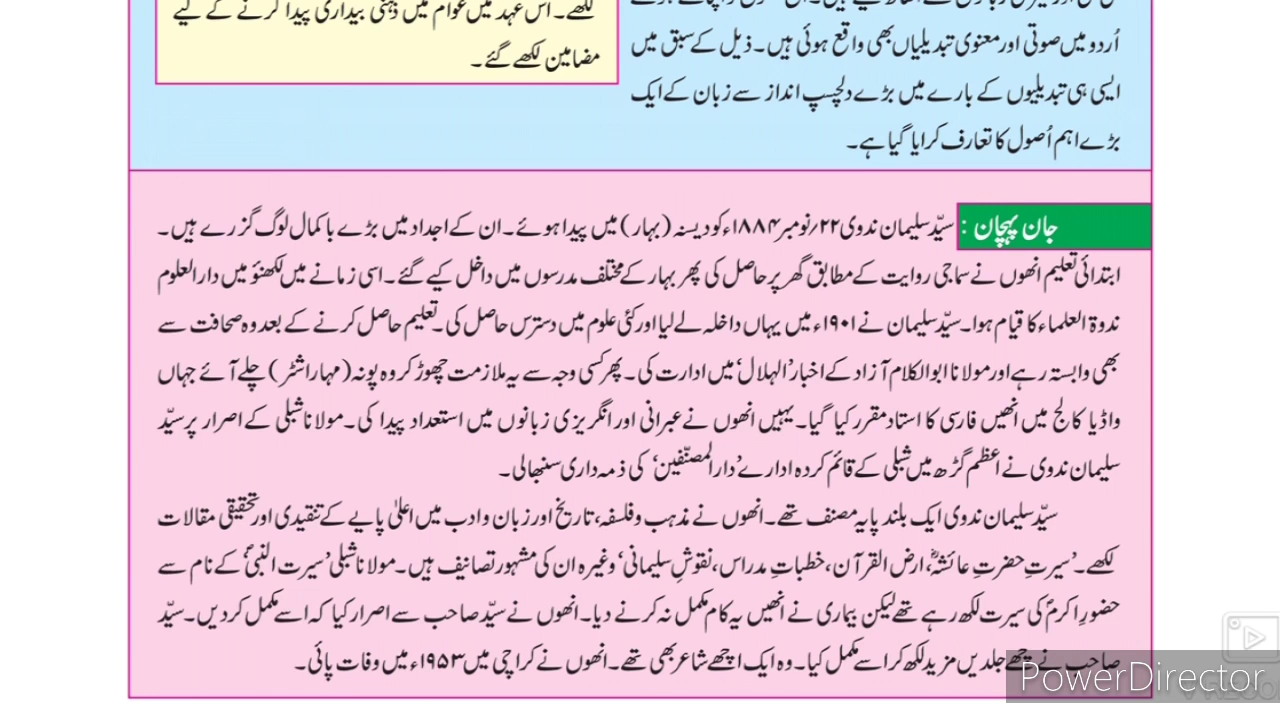 لکھے۔ اس عہد میں عوام میں ذہنی بیداری پیدا کرنے کے لیے
مضامین لکھے گئے۔
اُردو میں صوتی اور معنوی تبدیلیاں بھی واقع ہوئی ہیں۔ ذیل کے سبق میں
ایسی ہی تبدیلیوں کے بارے میں بڑے دلچسپ انداز سے زبان کے ایک
بڑے اہم اُصول کا تعارف کرایا گیا ہے۔
جان پہچان : سیّد سلیمان ندوی ۲۲؍نومبر ۱۸۸۴ء کو دیسنہ (بہار) میں پیدا ہوئے۔ ان کے اجداد میں بڑے باکمال لوگ گزرے ہیں۔
ابتدائی تعلیم انھوں نے سماجی روایت کے مطابق گھر پر حاصل کی پھر بہار کے مختلف مدرسوں میں داخل کیے گئے۔ اسی زمانے میں لکھنؤ میں دارالعلوم
ندوۃ العلماء کا قیام ہوا۔ سیّد سلیمان نے ۱۹۰۱ء میں یہاں داخلہ لے لیا اور کئی علوم میں دسترس حاصل کی۔ تعلیم حاصل کرنے کے بعد وہ صحافت سے
بھی وابستہ رہے اور مولانا ابوالکلام آزاد کے اخبار ’الہلال‘ میں ادارت کی۔ پھر کسی وجہ سے یہ ملازمت چھوڑ کر وہ پونہ (مہاراشٹر) چلے آئے جہاں
واڈیا کالج میں انھیں فارسی کا استاد مقرر کیا گیا۔ یہیں انھوں نے عبرانی اور انگریزی زبانوں میں استعداد پیدا کی۔ مولانا شبلی کے اصرار پر سیّد
سلیمان ندوی نے اعظم گڑھ میں شبلی کے قائم کردہ ادارے ’دارالمصنّفین‘ کی ذمہ داری سنبھالی۔
سیّد سلیمان ندوی ایک بلند پایہ مصنف تھے۔ انھوں نے مذہب و فلسفہ، تاریخ اور زبان و ادب میں اعلیٰ پایے کے تنقیدی اور تحقیقی مقالات
لکھے۔ ’سیرتِ حضرتِ عائشہؓ، ارض القرآن، خطباتِ مدراس، نقوشِ سلیمانی‘ وغیرہ ان کی مشہور تصانیف ہیں۔ مولانا شبلی ’سیرت النبیؐ‘ کے نام سے
حضورِ اکرمؐ کی سیرت لکھ رہے تھے لیکن بیماری نے انھیں یہ کام مکمل نہ کرنے دیا۔ انھوں نے سیّد صاحب سے اصرار کیا کہ اسے مکمل کردیں۔ سیّد
صاحب نے چھے جلدیں مزید لکھ کر اسے مکمل کیا۔ وہ ایک اچھے شاعر بھی تھے۔ انھوں نے کراچی میں ۱۹۵۳ء میں وفات پائی۔
PowerDirector